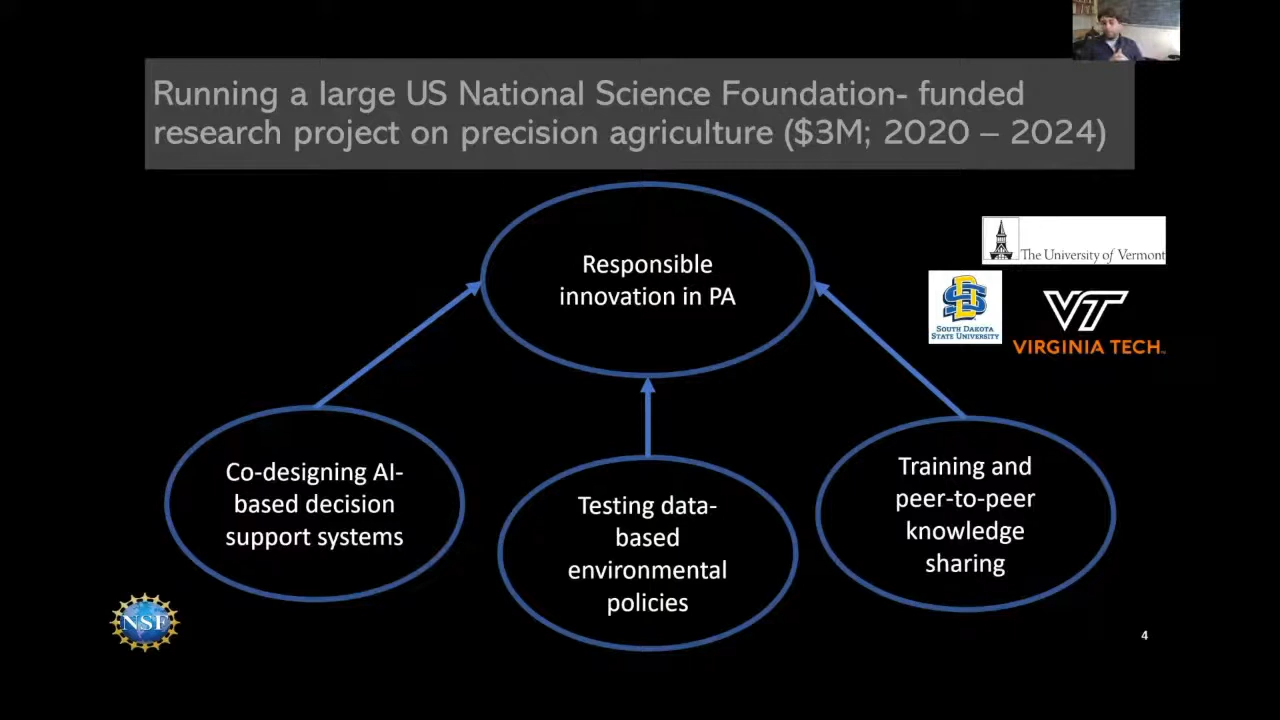 Running a large US National Science Foundation- funded
research project on precision agriculture ($3M; 2020 – 2024)
Responsible
innovation in PA
The University of Vermont
SOUTH DAKOTA
STATE UNIVERSITY
VT
VIRGINIA TECH
Co-designing AI-
based decision
support systems
Testing data-
based
environmental
policies
Training and
peer-to-peer
knowledge
sharing
NSF
4